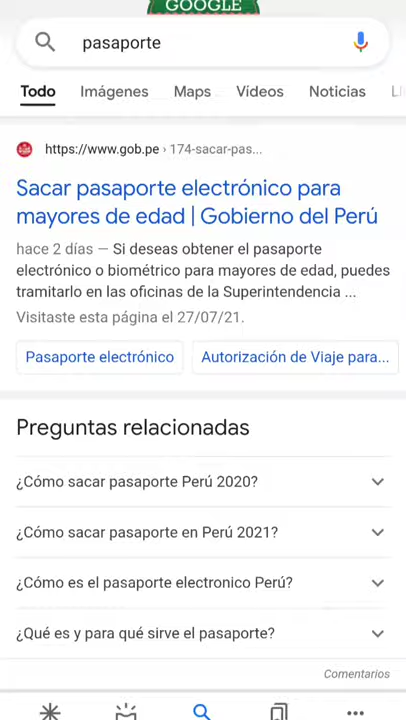 GOOGLE
pasaporte
Todo Imágenes Maps Vídeos Noticias
https://www.gob.pe › 174-sacar-pas...
Sacar pasaporte electrónico para
mayores de edad | Gobierno del Perú
hace 2 días — Si deseas obtener el pasaporte
electrónico o biométrico para mayores de edad, puedes
tramitarlo en las oficinas de la Superintendencia ...
Visitaste esta página el 27/07/21.
Pasaporte electrónico Autorización de Viaje para...
Preguntas relacionadas
¿Cómo sacar pasaporte Perú 2020?
¿Cómo sacar pasaporte en Perú 2021?
¿Cómo es el pasaporte electronico Perú?
¿Qué es y para qué sirve el pasaporte?
Comentarios